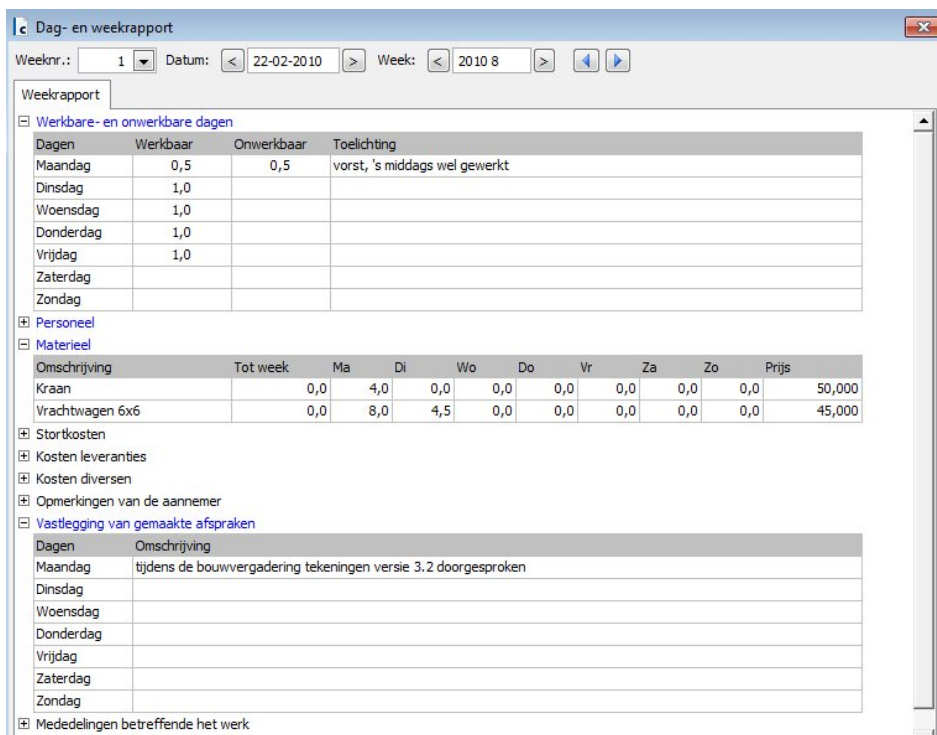 c Dag- en weekrapport
Weeknr.: 1 Datum: < 22-02-2010 > Week: < 2010 8 >
Weekrapport
Werkbare- en onwerkbare dagen
Dagen Werkbaar Onwerkbaar Toelichting
Maandag 0,5 0,5 vorst, 's middags wel gewerkt
Dinsdag 1,0
Woensdag 1,0
Donderdag 1,0
Vrijdag 1,0
Zaterdag
Zondag
Personeel
Materieel
Omschrijving Tot week Ma Di Wo Do Vr Za Zo Prijs
Kraan 0,0 4,0 0,0 0,0 0,0 0,0 0,0 0,0 50,000
Vrachtwagen 6x6 0,0 8,0 4,5 0,0 0,0 0,0 0,0 0,0 45,000
Stortkosten
Kosten leveranties
Kosten diversen
Opmerkingen van de aannemer
Vastlegging van gemaakte afspraken
Dagen Omschrijving
Maandag tijdens de bouwvergadering tekeningen versie 3.2 doorgesproken
Dinsdag
Woensdag
Donderdag
Vrijdag
Zaterdag
Zondag
Mededelingen betreffende het werk